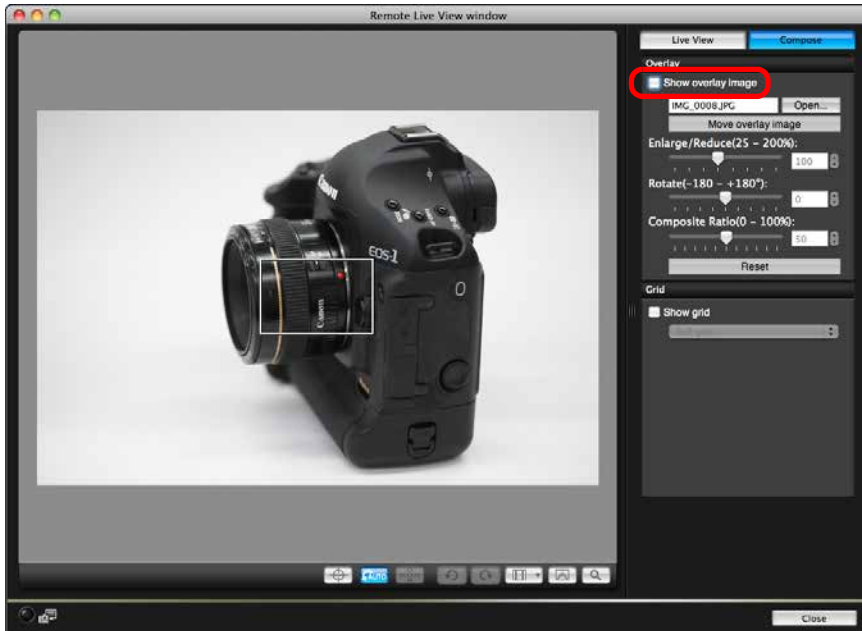 Remote Live View window
Live View
Compose
Overlay
Show overlay image
IMG_0008.JPG
Open...
Move overlay image
Enlarge/Reduce(25 – 200%):
100
Rotate(-180 – +180°):
0
Composite Ratio(0 – 100%):
50
Reset
Grid
Show grid
Canon
EOS-1
Canon
AUTO
Close